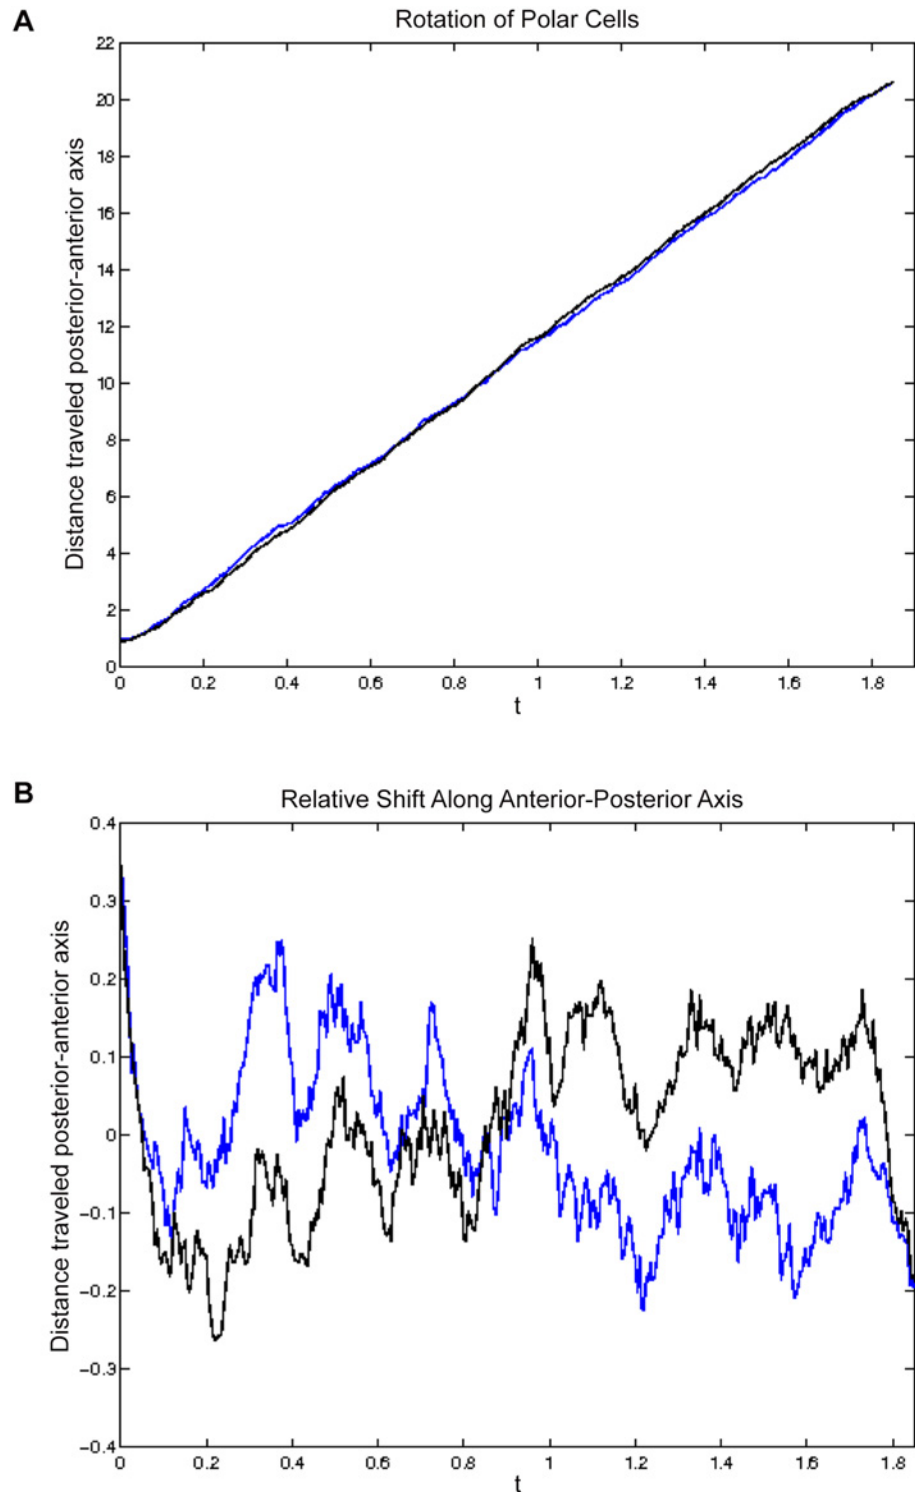 A
Rotation of Polar Cells
22
20
18
16
14
12
10
8
6
4
2
0
Distance traveled posterior-anterior axis
0 0.2 0.4 0.6 0.8 1 1.2 1.4 1.6 1.8
t
B
Relative Shift Along Anterior-Posterior Axis
0.4
0.3
0.2
0.1
0
-0.1
-0.2
-0.3
-0.4
Distance traveled posterior-anterior axis
0 0.2 0.4 0.6 0.8 1 1.2 1.4 1.6 1.8
t